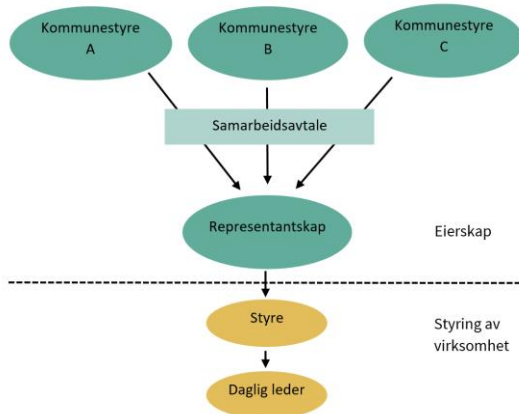 Kommunestyre
A
Kommunestyre
B
Kommunestyre
C
Samarbeidsavtale
Representantskap
Eierskap
Styre
Styring av
virksomhet
Daglig leder